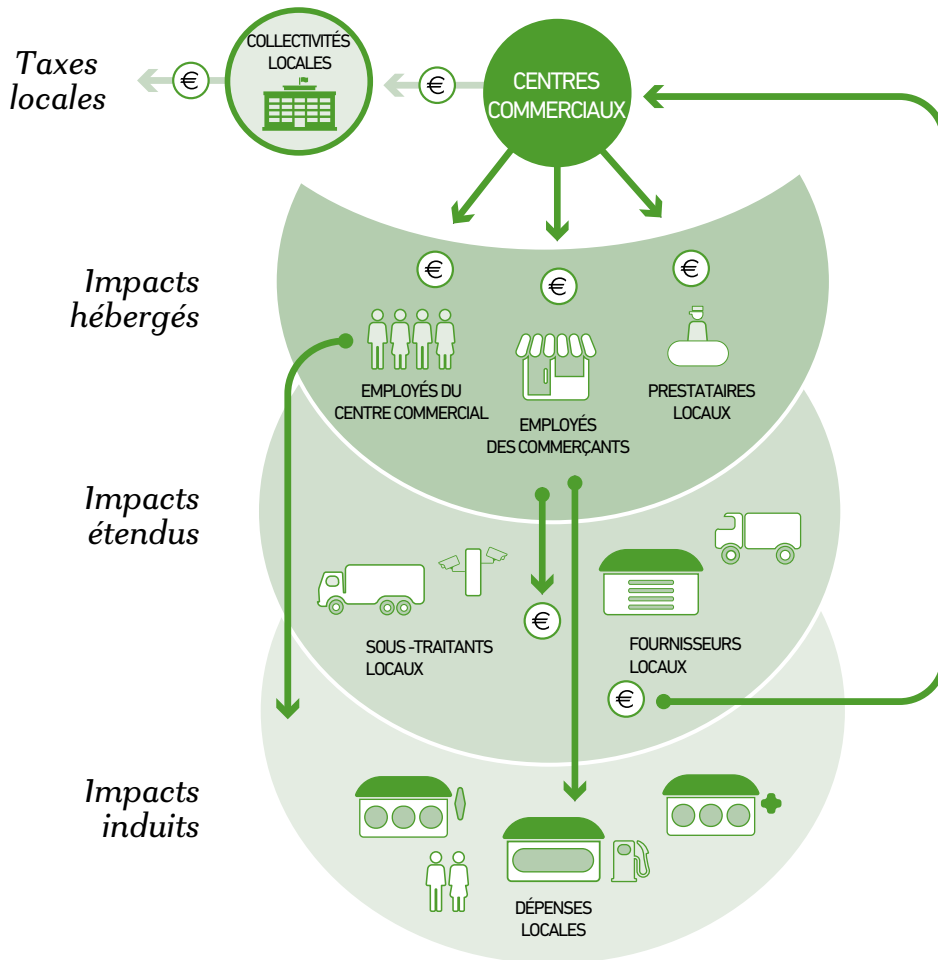 COLLECTIVITÉS
LOCALES
Taxes
locales
€
€
CENTRES
COMMERCIAUX
Impacts
hébergés
€
€
€
EMPLOYÉS DU
CENTRE COMMERCIAL
EMPLOYÉS
DES COMMERÇANTS
PRESTATAIRES
LOCAUX
Impacts
étendus
SOUS -TRAITANTS
LOCAUX
€
FOURNISSEURS
LOCAUX
€
Impacts
induits
DÉPENSES
LOCALES